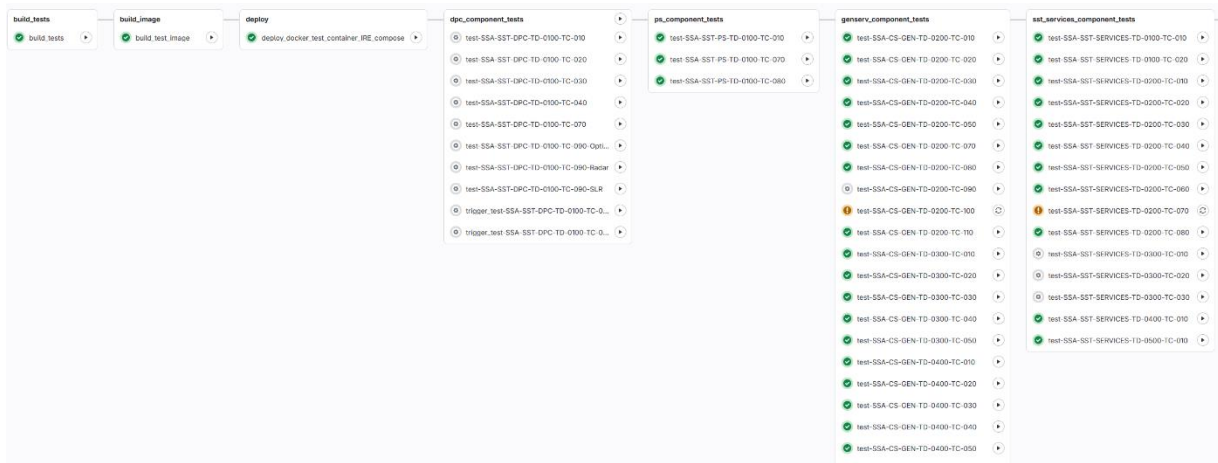 build_tests
build_tests
build_image
build_test_image
deploy
deploy_docker_test_container_IRE_compose
dpc_component_tests
test-SSA-SST-DPC-TD-0100-TC-010
test-SSA-SST-DPC-TD-0100-TC-020
test-SSA-SST-DPC-TD-0100-TC-030
test-SSA-SST-DPC-TD-0100-TC-040
test-SSA-SST-DPC-TD-0100-TC-070
test-SSA-SST-DPC-TD-0100-TC-090-Opti...
test-SSA-SST-DPC-TD-0100-TC-090-Radar
test-SSA-SST-DPC-TD-0100-TC-090-SLR
trigger_test-SSA-SST-DPC-TD-0100-TC-0...
trigger_test-SSA-SST-DPC-TD-0100-TC-0...
ps_component_tests
test-SSA-SST-PS-TD-0100-TC-010
test-SSA-SST-PS-TD-0100-TC-070
test-SSA-SST-PS-TD-0100-TC-080
genserv_component_tests
test-SSA-CS-GEN-TD-0200-TC-010
test-SSA-CS-GEN-TD-0200-TC-020
test-SSA-CS-GEN-TD-0200-TC-030
test-SSA-CS-GEN-TD-0200-TC-040
test-SSA-CS-GEN-TD-0200-TC-050
test-SSA-CS-GEN-TD-0200-TC-070
test-SSA-CS-GEN-TD-0200-TC-080
test-SSA-CS-GEN-TD-0200-TC-090
test-SSA-CS-GEN-TD-0200-TC-100
test-SSA-CS-GEN-TD-0200-TC-110
test-SSA-CS-GEN-TD-0300-TC-010
test-SSA-CS-GEN-TD-0300-TC-020
test-SSA-CS-GEN-TD-0300-TC-030
test-SSA-CS-GEN-TD-0300-TC-040
test-SSA-CS-GEN-TD-0300-TC-050
test-SSA-CS-GEN-TD-0400-TC-010
test-SSA-CS-GEN-TD-0400-TC-020
test-SSA-CS-GEN-TD-0400-TC-030
test-SSA-CS-GEN-TD-0400-TC-040
test-SSA-CS-GEN-TD-0400-TC-050
sst_services_component_tests
test-SSA-SST-SERVICES-TD-0100-TC-010
test-SSA-SST-SERVICES-TD-0100-TC-020
test-SSA-SST-SERVICES-TD-0200-TC-010
test-SSA-SST-SERVICES-TD-0200-TC-020
test-SSA-SST-SERVICES-TD-0200-TC-030
test-SSA-SST-SERVICES-TD-0200-TC-040
test-SSA-SST-SERVICES-TD-0200-TC-050
test-SSA-SST-SERVICES-TD-0200-TC-060
test-SSA-SST-SERVICES-TD-0200-TC-070
test-SSA-SST-SERVICES-TD-0200-TC-080
test-SSA-SST-SERVICES-TD-0300-TC-010
test-SSA-SST-SERVICES-TD-0300-TC-020
test-SSA-SST-SERVICES-TD-0300-TC-030
test-SSA-SST-SERVICES-TD-0400-TC-010
test-SSA-SST-SERVICES-TD-0500-TC-010